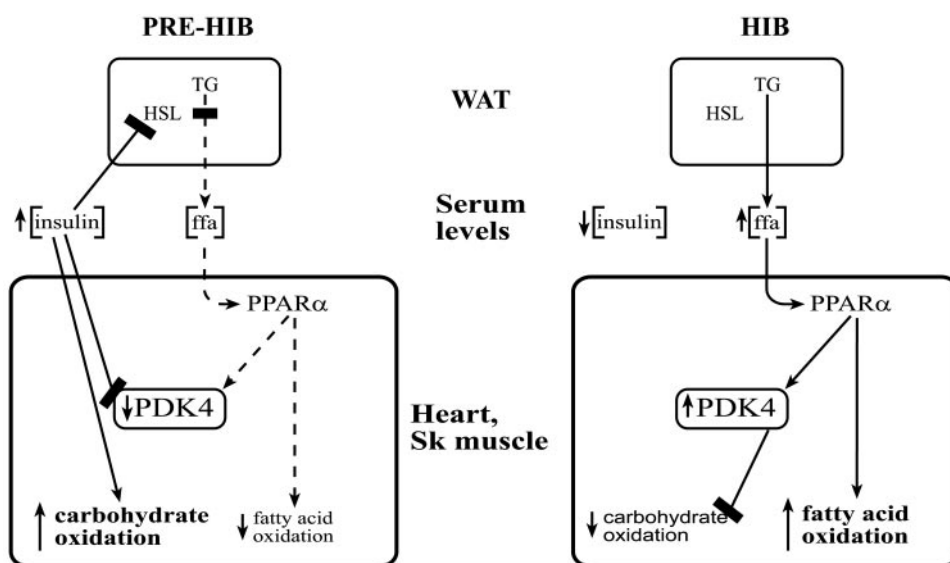 PRE-HIB
HIB
WAT
TG
HSL
TG
HSL
Serum
levels
↑[insulin]
[ffa]
↓[insulin]
↑[ffa]
Heart,
Sk muscle
PPARα
↓PDK4
↑ carbohydrate
oxidation
↓ fatty acid
oxidation
PPARα
↑PDK4
↓ carbohydrate
oxidation
↑ fatty acid
oxidation